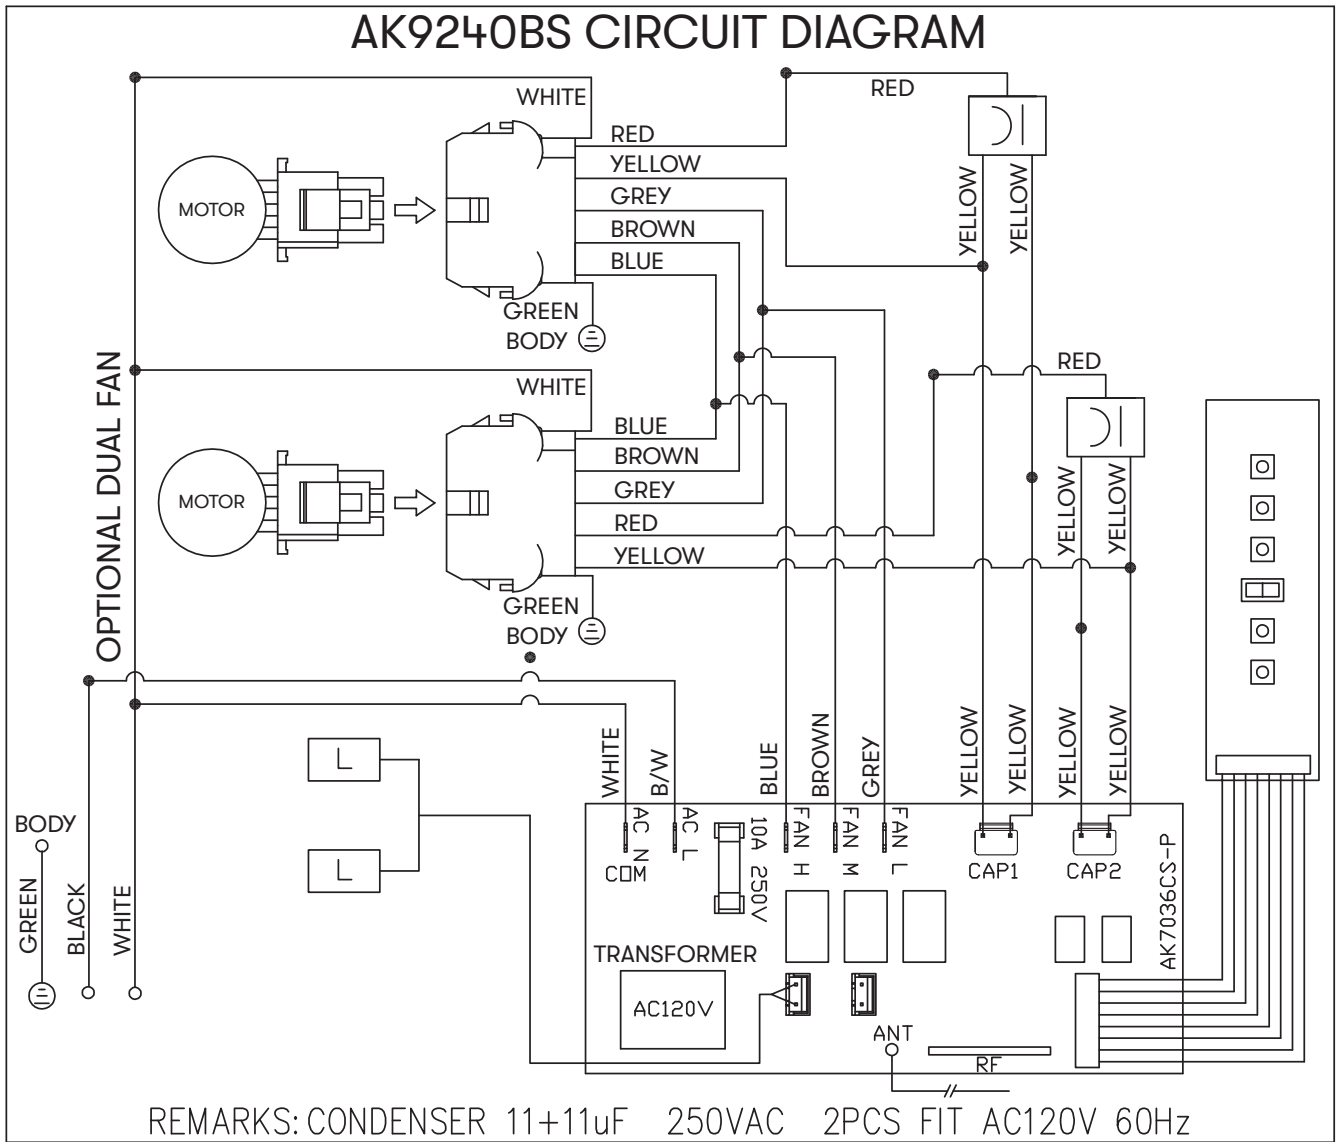 AK9240BS CIRCUIT DIAGRAM
WHITE
RED
RED
YELLOW
GREY
BROWN
BLUE
MOTOR
GREEN
BODY
YELLOW
YELLOW
OPTIONAL DUAL FAN
WHITE
RED
BLUE
BROWN
GREY
RED
YELLOW
MOTOR
GREEN
BODY
YELLOW
YELLOW
WHITE
B/W
BLUE
BROWN
GREY
YELLOW
YELLOW
YELLOW
YELLOW
L
L
BODY
GREEN
BLACK
WHITE
AC N
COM
AC L
10A 250V
FAN H
FAN M
FAN L
CAP1
CAP2
AK7036CS-P
TRANSFORMER
AC120V
ANT
RF
REMARKS: CONDENSER 11+11uF 250VAC 2PCS FIT AC120V 60Hz